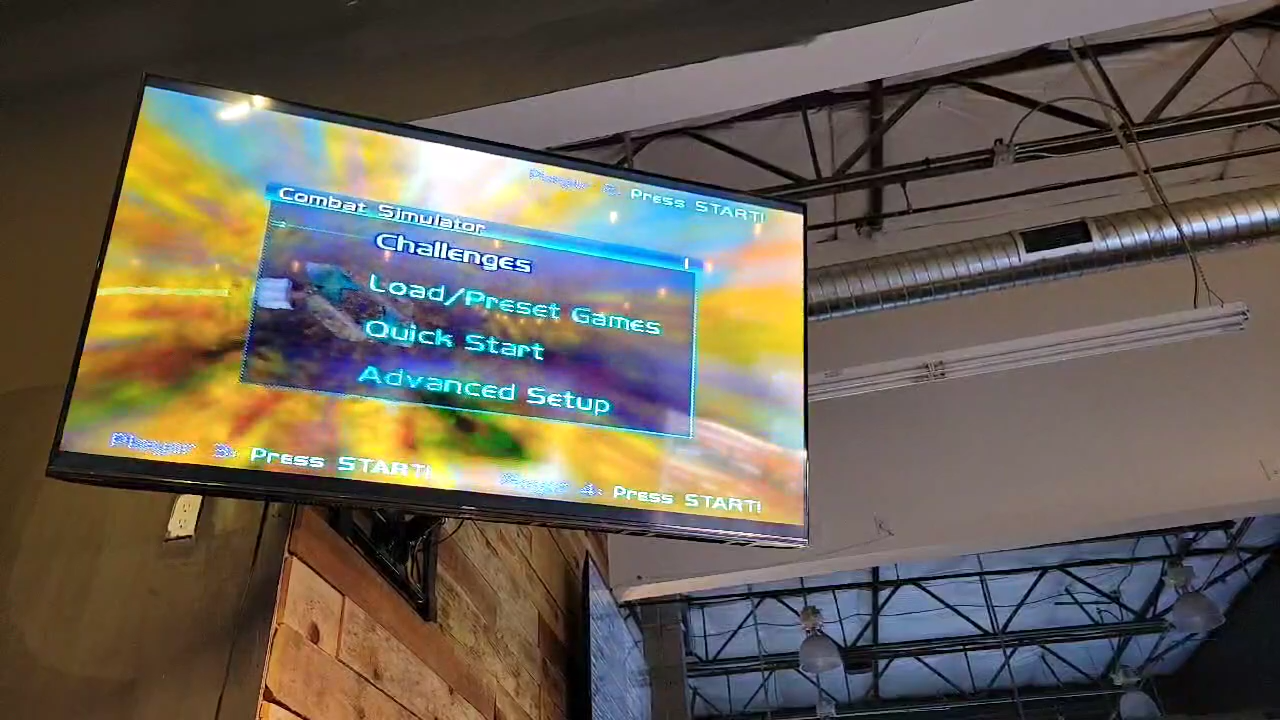 Player 2: Press START!
Combat Simulator
Challenges
Load/Preset Games
Quick Start
Advanced Setup
Player 3: Press START!
Player 4: Press START!